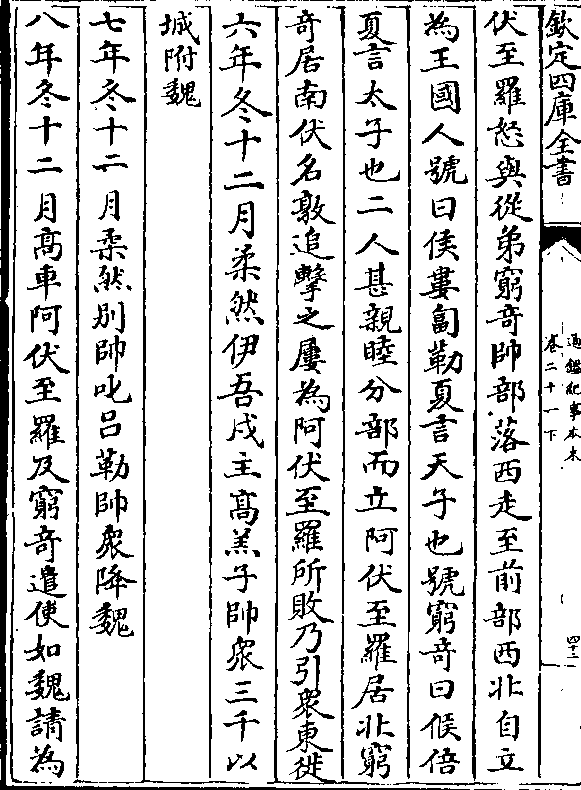 欽定四庫全書
通鑑紀事本末
卷二十一下
四十二
伏至羅怒與從弟窮奇帥部落西走至前部西北自立
為王國人號曰侯婁匐勒夏言天子也號窮奇曰候倍
夏言太子也二人甚親睦分部而立阿伏至羅居北窮
奇居南伏名敦追擊之屢為阿伏至羅所敗乃引衆東徙
六年冬十二月柔然伊吾戍主髙羔子帥衆三千以
城附魏
七年冬十二月柔然别帥叱吕勒帥衆降魏
八年冬十二月髙車阿伏至羅及窮奇遣使如魏請為